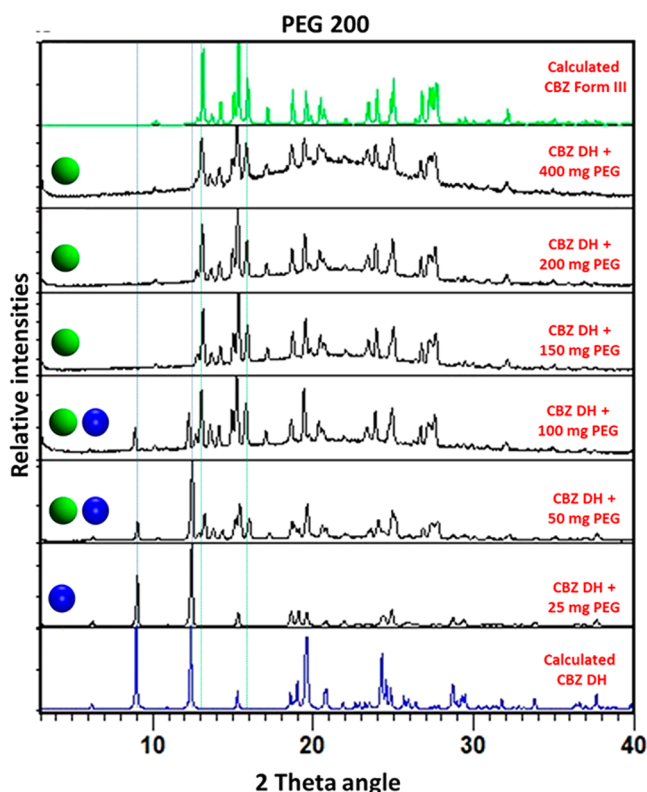 PEG 200
Calculated
CBZ Form III
CBZ DH +
400 mg PEG
CBZ DH +
200 mg PEG
CBZ DH +
150 mg PEG
CBZ DH +
100 mg PEG
CBZ DH +
50 mg PEG
CBZ DH +
25 mg PEG
Calculated
CBZ DH
Relative intensities
10 20 30 40
2 Theta angle